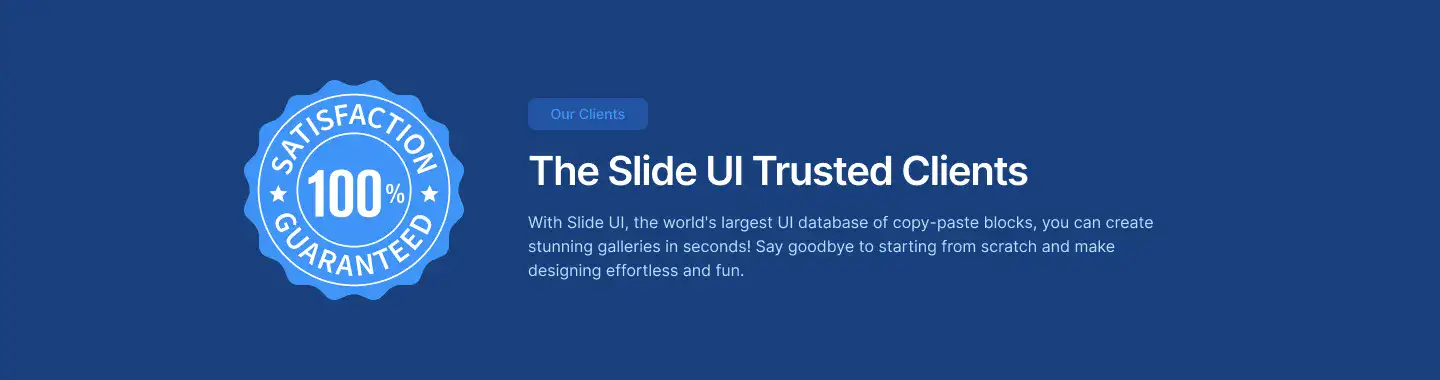 SATISFACTION
100%
GUARANTEED
Our Clients
The Slide UI Trusted Clients
With Slide UI, the world's largest UI database of copy-paste blocks, you can create
stunning galleries in seconds! Say goodbye to starting from scratch and make
designing effortless and fun.